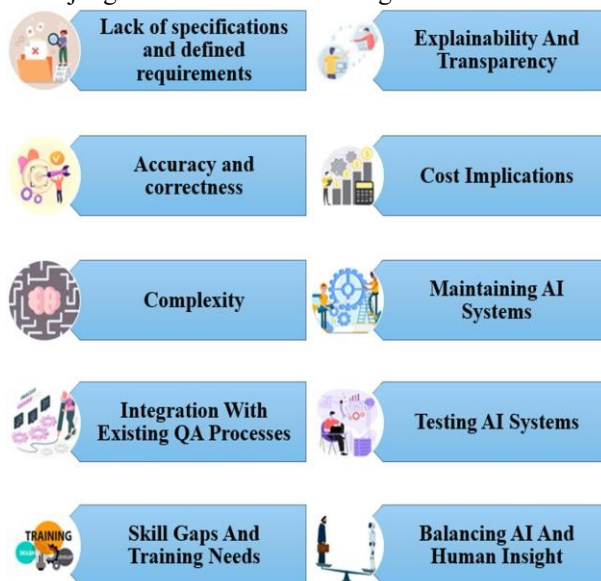 Lack of specifications
and defined
requirements
Explainability And
Transparency
Accuracy and
correctness
Cost Implications
Complexity
Maintaining AI
Systems
Integration With
Existing QA Processes
Testing AI Systems
TRAINING
Skill Gaps And
Training Needs
Balancing AI And
Human Insight